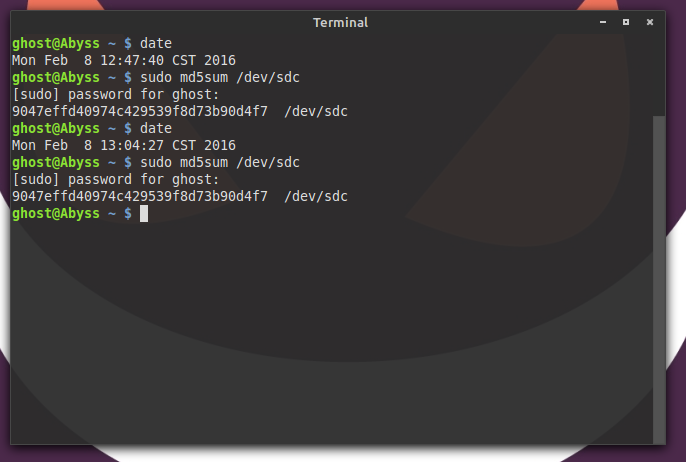 Terminal
ghost@Abyss ~ $ date
Mon Feb  8 12:47:40 CST 2016
ghost@Abyss ~ $ sudo md5sum /dev/sdc
[sudo] password for ghost:
9047effd40974c429539f8d73b90d4f7  /dev/sdc
ghost@Abyss ~ $ date
Mon Feb  8 13:04:27 CST 2016
ghost@Abyss ~ $ sudo md5sum /dev/sdc
[sudo] password for ghost:
9047effd40974c429539f8d73b90d4f7  /dev/sdc
ghost@Abyss ~ $